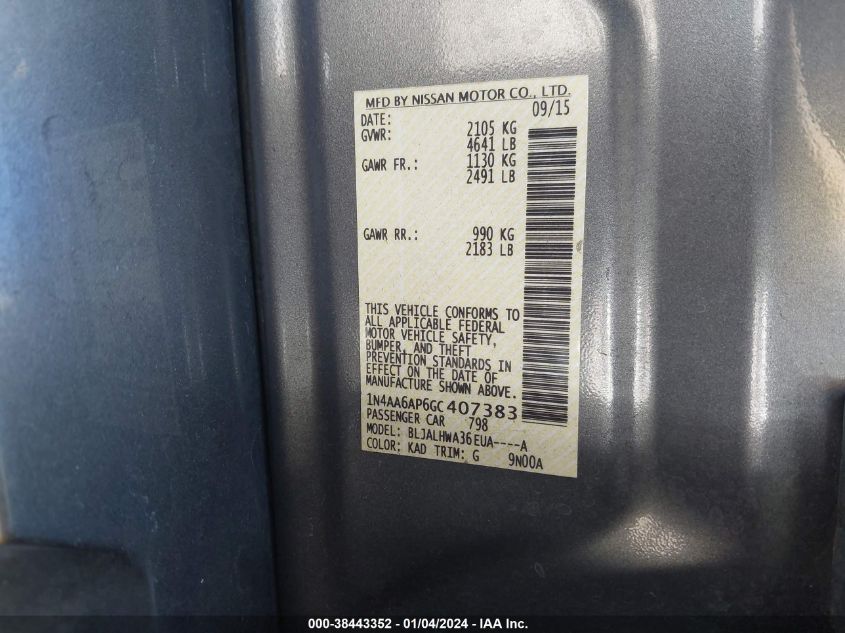 MFD BY NISSAN MOTOR CO., LTD.
DATE: 09/15
GVWR: 2105 KG
4641 LB
GAWR FR.: 1130 KG
2491 LB
GAWR RR.: 990 KG
2183 LB
THIS VEHICLE CONFORMS TO
ALL APPLICABLE FEDERAL
MOTOR VEHICLE SAFETY,
BUMPER, AND THEFT
PREVENTION STANDARDS IN
EFFECT ON THE DATE OF
MANUFACTURE SHOWN ABOVE.
1N4AA6AP6GC407383
PASSENGER CAR 798
MODEL: BLJALHWA36EUA----A
COLOR: KAD TRIM: G 9N00A
000-38443352 - 01/04/2024 - IAA Inc.